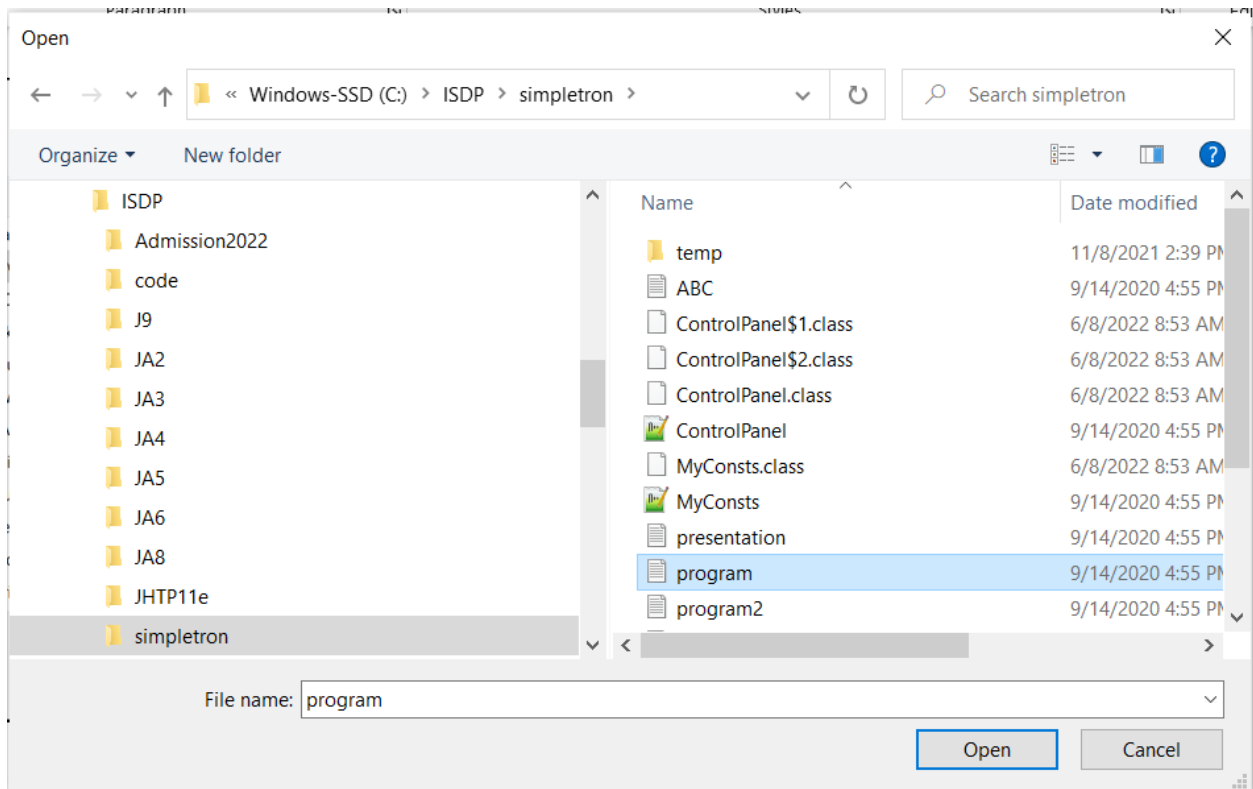 Paragraph Styles
Open
« Windows-SSD (C:) > ISDP > simpletron >
Search simpletron
Organize New folder
?
ISDP
Admission2022
code
J9
JA2
JA3
JA4
JA5
JA6
JA8
JHTP11e
simpletron
Name Date modified
temp 11/8/2021 2:39 PM
ABC 9/14/2020 4:55 PM
ControlPanel$1.class 6/8/2022 8:53 AM
ControlPanel$2.class 6/8/2022 8:53 AM
ControlPanel.class 6/8/2022 8:53 AM
ControlPanel 9/14/2020 4:55 PM
MyConsts.class 6/8/2022 8:53 AM
MyConsts 9/14/2020 4:55 PM
presentation 9/14/2020 4:55 PM
program 9/14/2020 4:55 PM
program2 9/14/2020 4:55 PM
File name: program
Open Cancel